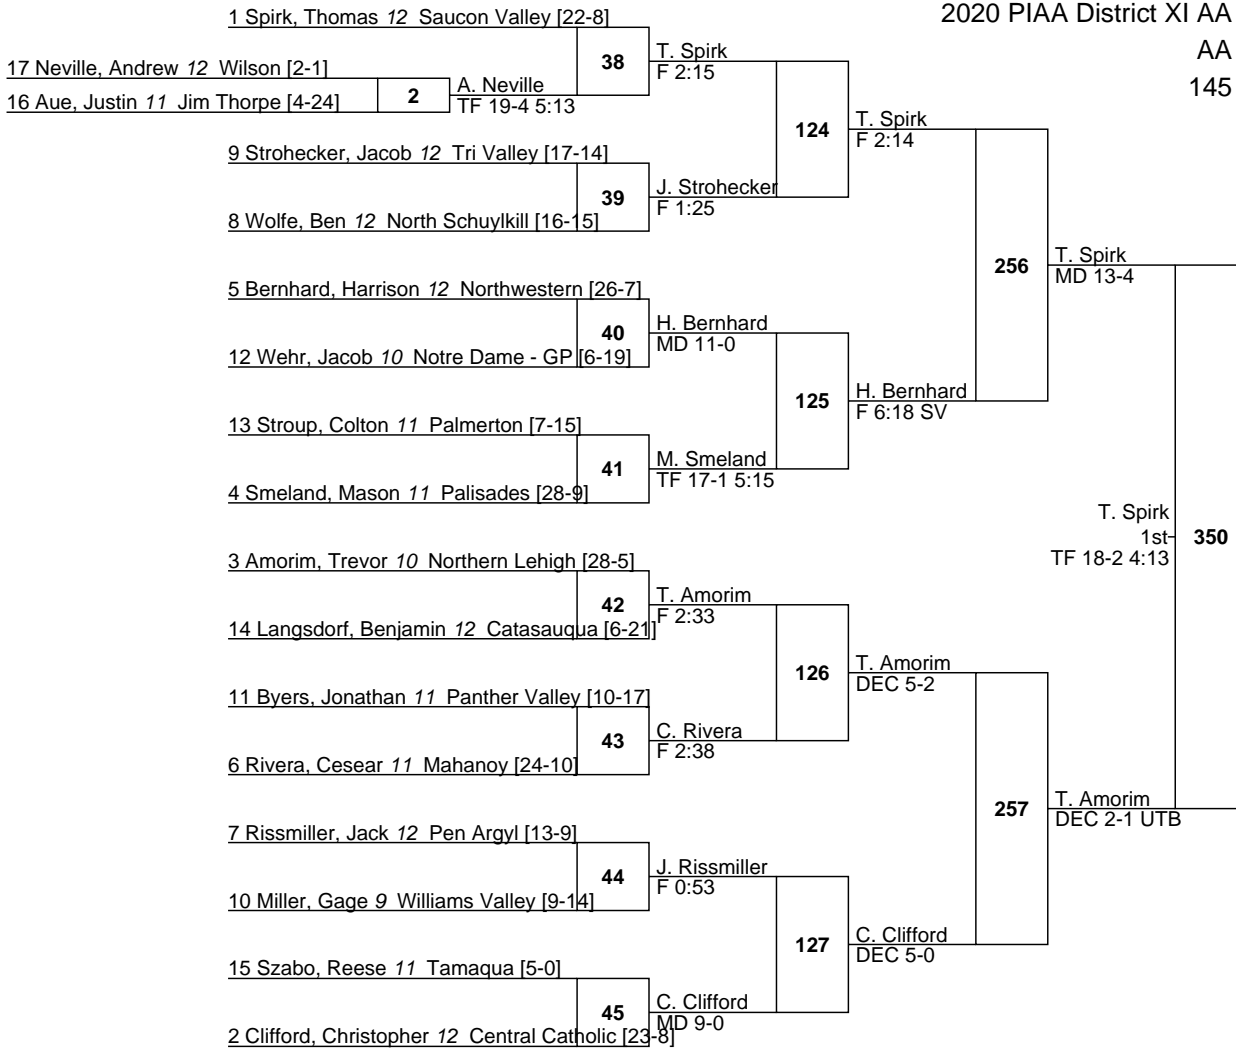 2020 PIAA District XI AA
AA
145
1 Spirk, Thomas 12 Saucon Valley [22-8]
38
T. Spirk
F 2:15
17 Neville, Andrew 12 Wilson [2-1]
2
A. Neville
TF 19-4 5:13
16 Aue, Justin 11 Jim Thorpe [4-24]
124
T. Spirk
F 2:14
9 Strohecker, Jacob 12 Tri Valley [17-14]
39
J. Strohecker
F 1:25
8 Wolfe, Ben 12 North Schuylkill [16-15]
256
T. Spirk
MD 13-4
5 Bernhard, Harrison 12 Northwestern [26-7]
40
H. Bernhard
MD 11-0
12 Wehr, Jacob 10 Notre Dame - GP [6-19]
125
H. Bernhard
F 6:18 SV
13 Stroup, Colton 11 Palmerton [7-15]
41
M. Smeland
TF 17-1 5:15
4 Smeland, Mason 11 Palisades [28-9]
T. Spirk
1st
TF 18-2 4:13
350
3 Amorim, Trevor 10 Northern Lehigh [28-5]
42
T. Amorim
F 2:33
14 Langsdorf, Benjamin 12 Catasauqua [6-21]
126
T. Amorim
DEC 5-2
11 Byers, Jonathan 11 Panther Valley [10-17]
43
C. Rivera
F 2:38
6 Rivera, Cesear 11 Mahanoy [24-10]
257
T. Amorim
DEC 2-1 UTB
7 Rissmiller, Jack 12 Pen Argyl [13-9]
44
J. Rissmiller
F 0:53
10 Miller, Gage 9 Williams Valley [9-14]
127
C. Clifford
DEC 5-0
15 Szabo, Reese 11 Tamaqua [5-0]
45
C. Clifford
MD 9-0
2 Clifford, Christopher 12 Central Catholic [23-8]